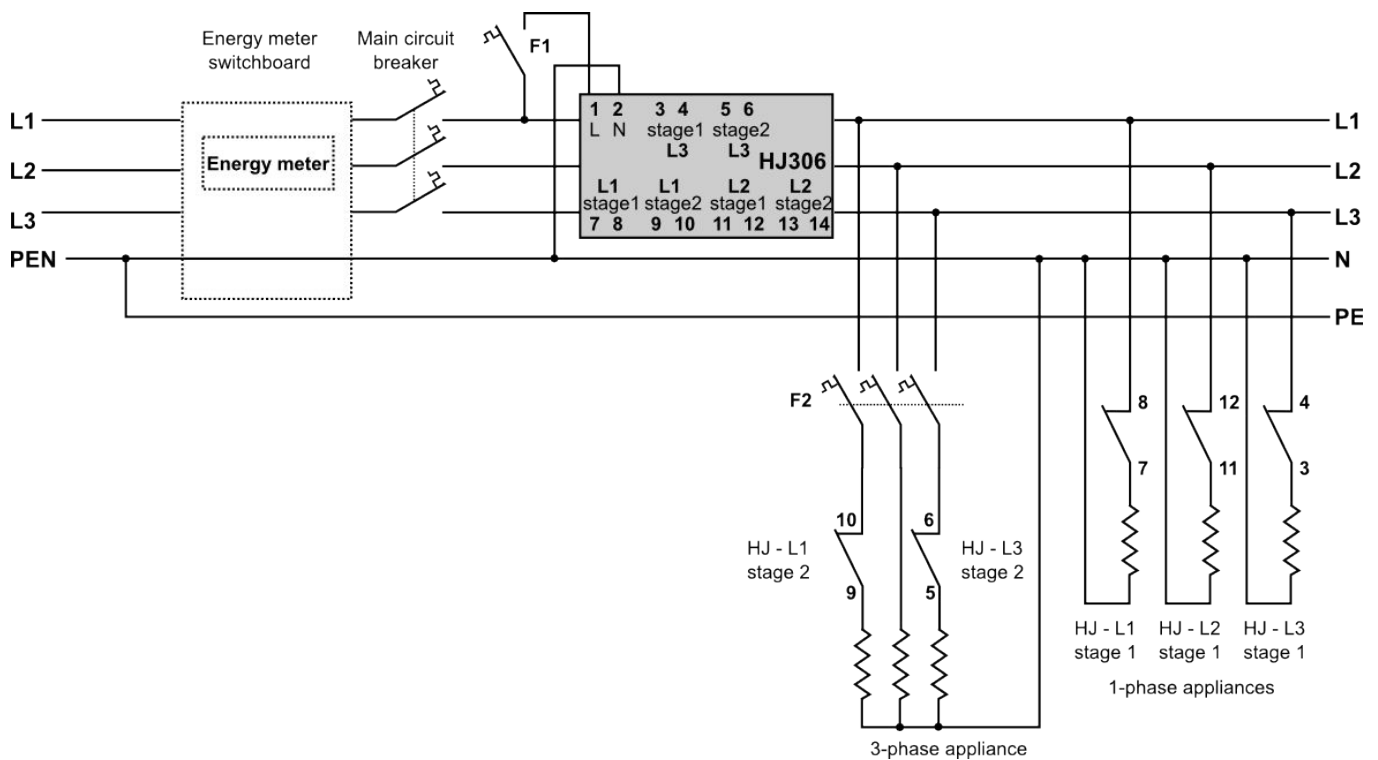 Energy meter
switchboard
Main circuit
breaker
F1
L1
L2
L3
PEN
Energy meter
1 2 3 4 5 6
L N stage1 stage2
L3 L3
HJ306
L1 L1 L2 L2
stage1 stage2 stage1 stage2
7 8 9 10 11 12 13 14
L1
L2
L3
N
PE
F2
8 12 4
7 11 3
10 6
HJ - L1
stage 2
HJ - L3
stage 2
9 5
HJ - L1
stage 1
HJ - L2
stage 1
HJ - L3
stage 1
1-phase appliances
3-phase appliance